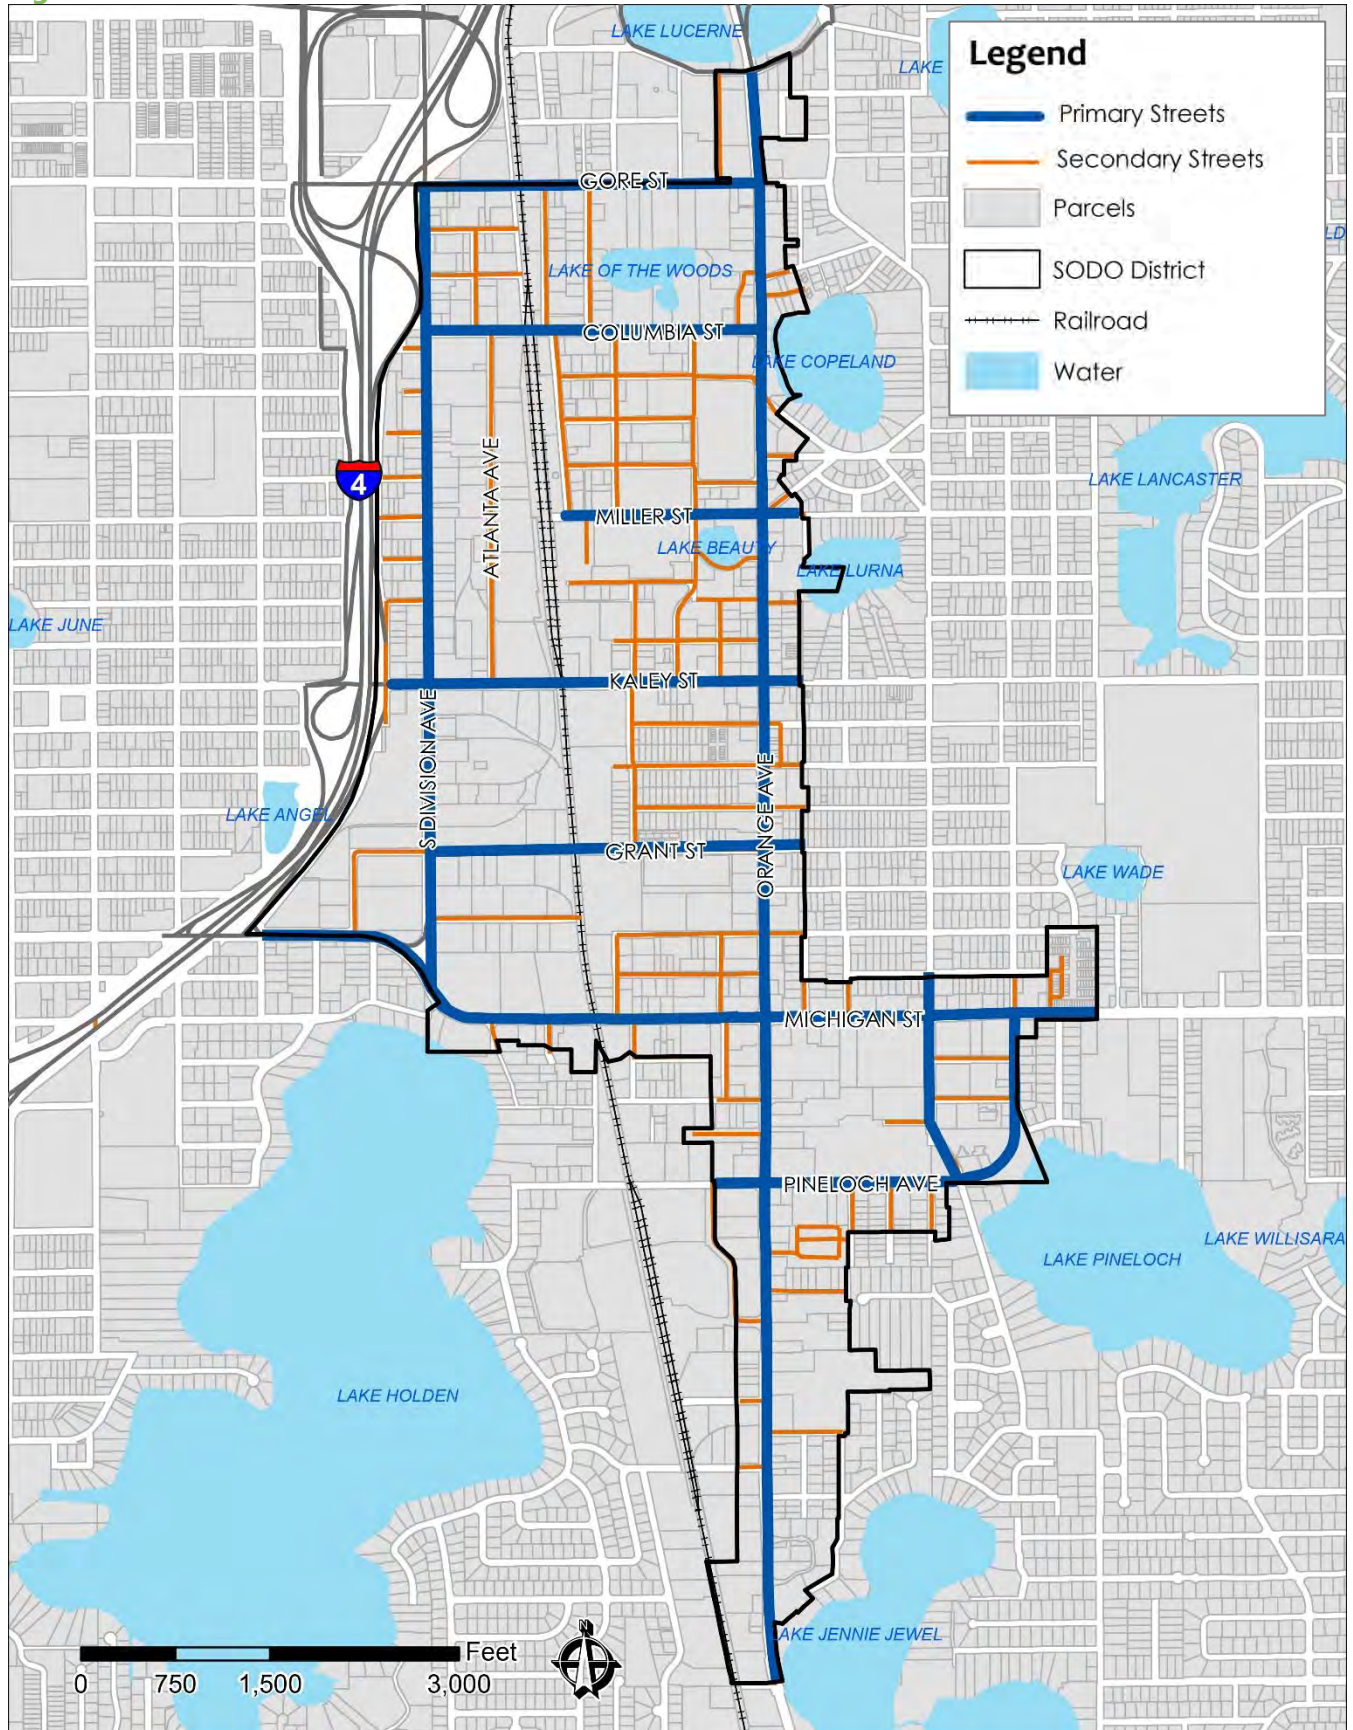 LAKE LUCERNE
LAKE
Legend
Primary Streets
Secondary Streets
Parcels
SODO District
Railroad
Water
GORE ST
LAKE OF THE WOODS
COLUMBIA ST
LAKE COPELAND
ATLANTA AVE
4
LAKE LANCASTER
MILLER ST
LAKE BEAUTY
LAKE LURNA
LAKE JUNE
KALEY ST
S DIVISION AVE
ORANGE AVE
LAKE ANGEL
GRANT ST
LAKE WADE
MICHIGAN ST
PINELOCH AVE
LAKE WILLISARA
LAKE PINELOCH
LAKE HOLDEN
LAKE JENNIE JEWEL
N
Feet
0 750 1,500 3,000